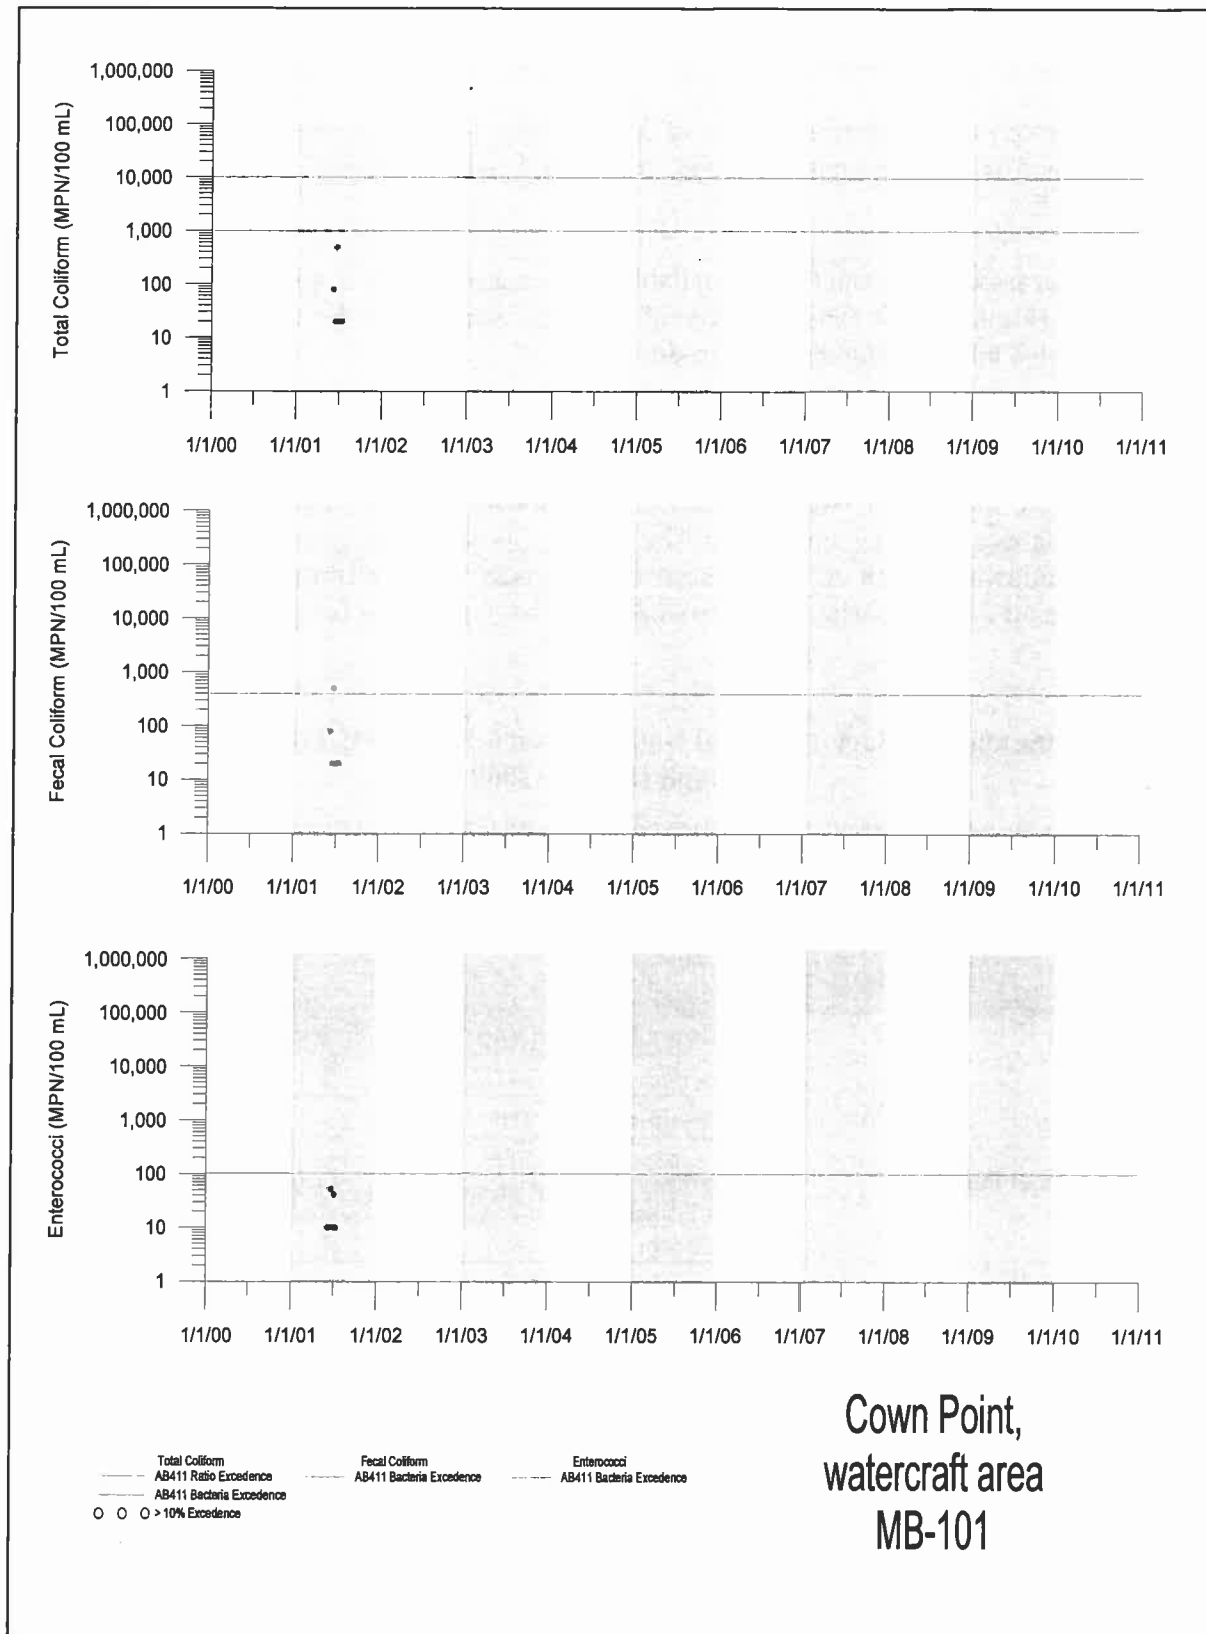 Total Coliform (MPN/100 mL)
1,000,000
100,000
10,000
1,000
100
10
1
1/1/00 1/1/01 1/1/02 1/1/03 1/1/04 1/1/05 1/1/06 1/1/07 1/1/08 1/1/09 1/1/10 1/1/11
Fecal Coliform (MPN/100 mL)
1,000,000
100,000
10,000
1,000
100
10
1
1/1/00 1/1/01 1/1/02 1/1/03 1/1/04 1/1/05 1/1/06 1/1/07 1/1/08 1/1/09 1/1/10 1/1/11
Enterococci (MPN/100 mL)
1,000,000
100,000
10,000
1,000
100
10
1
1/1/00 1/1/01 1/1/02 1/1/03 1/1/04 1/1/05 1/1/06 1/1/07 1/1/08 1/1/09 1/1/10 1/1/11
Total Coliform Fecal Coliform Enterococci
AB411 Ratio Excedence AB411 Bacteria Excedence AB411 Bacteria Excedence
AB411 Bacteria Excedence
> 10% Excedence
Cown Point,
watercraft area
MB-101